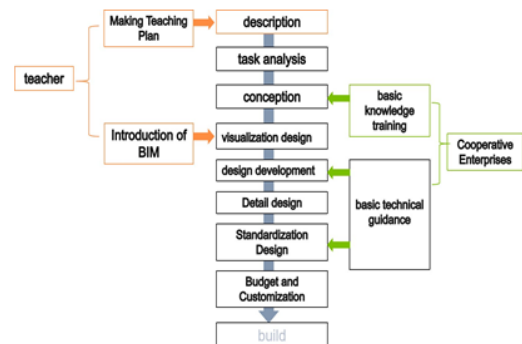 Making Teaching
Plan
description
task analysis
teacher
conception
basic
knowledge
training
Introduction of
BIM
visualization design
Cooperative
Enterprises
design development
Detail design
basic technical
guidance
Standardization
Design
Budget and
Customization
build